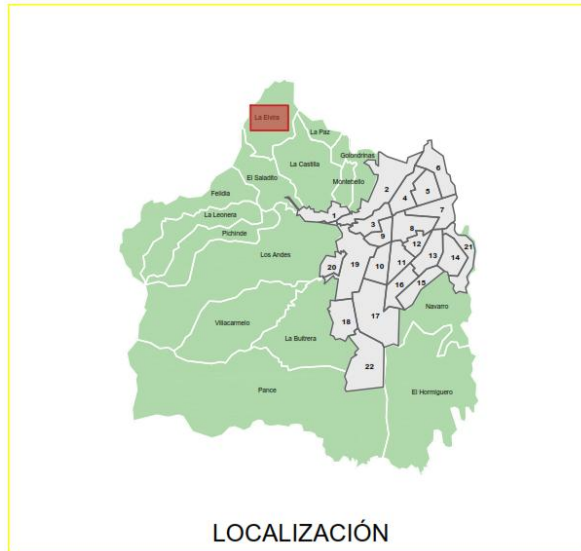 La Elvira
La Paz
Golondrinas
La Castilla
6
El Saladito
Montebello
2
5
4
Felidia
7
La Leonera
1
3
8
Pichinde
9
12
21
Los Andes
13
14
20
19
10
11
16
15
Navarro
Villacarmelo
18
17
La Buitrera
22
Pance
El Hormiguero
LOCALIZACIÓN